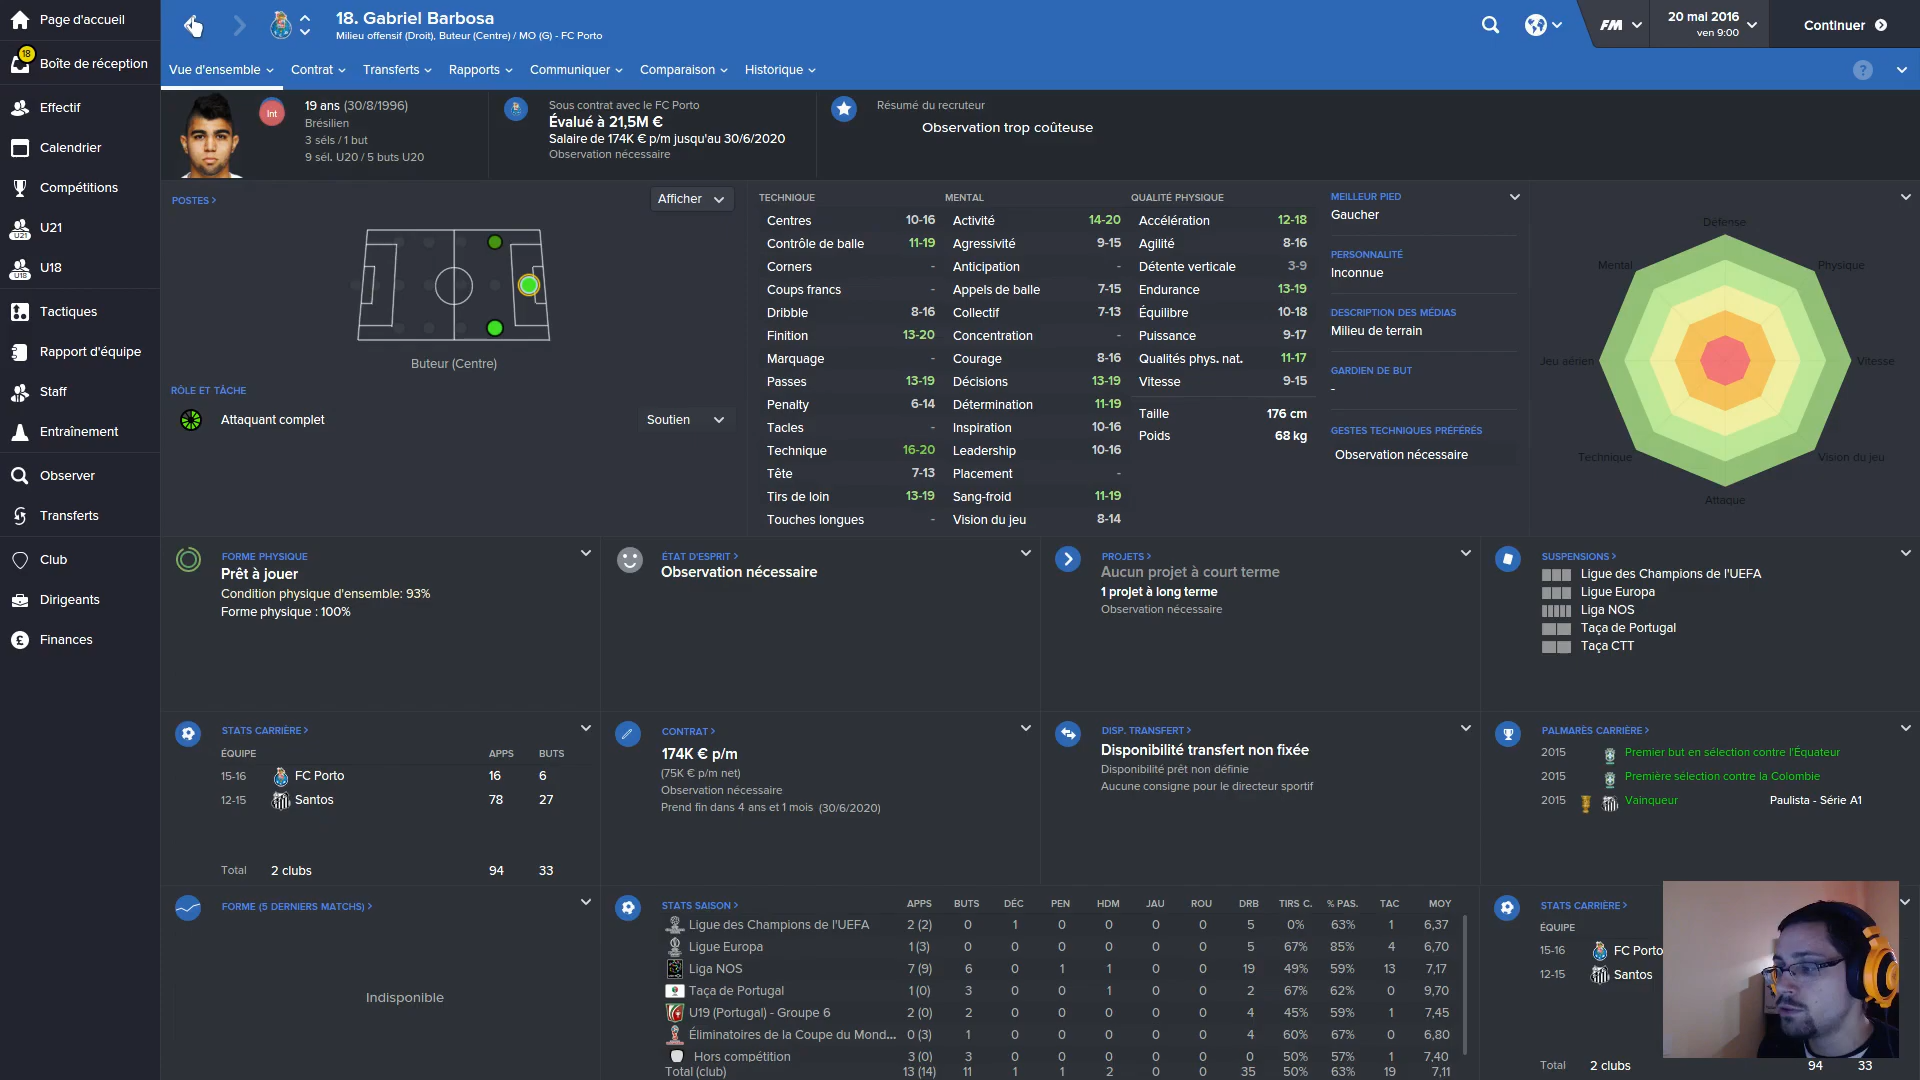 Page d'accueil
18
Boîte de réception
Effectif
Calendrier
Compétitions
U21
U21
U18
U18
Tactiques
Rapport d'équipe
Staff
Entraînement
Observer
Transferts
Club
Dirigeants
Finances
18. Gabriel Barbosa
Milieu offensif (Droit), Buteur (Centre) / MO (G) - FC Porto
FM
20 mai 2016
ven 9:00
Continuer
Vue d'ensemble
Contrat
Transferts
Rapports
Communiquer
Comparaison
Historique
?
Int
19 ans (30/8/1996)
Brésilien
3 séls / 1 but
9 sél. U20 / 5 buts U20
Sous contrat avec le FC Porto
Évalué à 21,5M €
Salaire de 174K € p/m jusqu'au 30/6/2020
Observation nécessaire
Résumé du recruteur
Observation trop coûteuse
POSTES >
Afficher
Buteur (Centre)
RÔLE ET TÂCHE
Attaquant complet
Soutien
TECHNIQUE
Centres 10-16
Contrôle de balle 11-19
Corners -
Coups francs -
Dribble 8-16
Finition 13-20
Marquage -
Passes 13-19
Penalty 6-14
Tacles -
Technique 16-20
Tête 7-13
Tirs de loin 13-19
Touches longues -
MENTAL
Activité 14-20
Agressivité 9-15
Anticipation -
Appels de balle 7-15
Collectif 7-13
Concentration -
Courage 8-16
Décisions 13-19
Détermination 11-19
Inspiration 10-16
Leadership 10-16
Placement -
Sang-froid 11-19
Vision du jeu 8-14
QUALITÉ PHYSIQUE
Accélération 12-18
Agilité 8-16
Détente verticale 3-9
Endurance 13-19
Équilibre 10-18
Puissance 9-17
Qualités phys. nat. 11-17
Vitesse 9-15
Taille 176 cm
Poids 68 kg
MEILLEUR PIED
Gaucher
PERSONNALITÉ
Inconnue
DESCRIPTION DES MÉDIAS
Milieu de terrain
GARDIEN DE BUT
-
GESTES TECHNIQUES PRÉFÉRÉS
Observation nécessaire
Défense
Mental
Physique
Jeu aérien
Vitesse
Technique
Vision du jeu
Attaque
FORME PHYSIQUE
Prêt à jouer
Condition physique d'ensemble: 93%
Forme physique : 100%
ÉTAT D'ESPRIT >
Observation nécessaire
PROJETS >
Aucun projet à court terme
1 projet à long terme
Observation nécessaire
SUSPENSIONS >
Ligue des Champions de l'UEFA
Ligue Europa
Liga NOS
Taça de Portugal
Taça CTT
STATS CARRIÈRE >
ÉQUIPE APPS BUTS
15-16 FC Porto 16 6
12-15 Santos 78 27
Total 2 clubs 94 33
CONTRAT >
174K € p/m
(75K € p/m net)
Observation nécessaire
Prend fin dans 4 ans et 1 mois (30/6/2020)
DISP. TRANSFERT >
Disponibilité transfert non fixée
Disponibilité prêt non définie
Aucune consigne pour le directeur sportif
PALMARÈS CARRIÈRE >
2015 Premier but en sélection contre l'Équateur
2015 Première sélection contre la Colombie
2015 Vainqueur Paulista - Série A1
FORME (5 DERNIERS MATCHS) >
Indisponible
STATS SAISON > APPS BUTS DÉC PEN HDM JAU ROU DRB TIRS C. % PAS. TAC MOY
Ligue des Champions de l'UEFA 2 (2) 0 1 0 0 0 0 5 0% 63% 1 6,37
Ligue Europa 1 (3) 0 0 0 0 0 0 5 67% 85% 4 6,70
Liga NOS 7 (9) 6 0 1 1 0 0 19 49% 59% 13 7,17
Taça de Portugal 1 (0) 3 0 0 1 0 0 2 67% 62% 0 9,70
U19 (Portugal) - Groupe 6 2 (0) 2 0 0 0 0 0 4 45% 59% 1 7,45
Éliminatoires de la Coupe du Mond... 0 (3) 1 0 0 0 0 0 4 60% 67% 0 6,80
Hors compétition 3 (0) 3 0 0 0 0 0 0 50% 57% 1 7,40
Total (club) 13 (14) 11 1 1 2 0 0 35 50% 63% 19 7,11
STATS CARRIÈRE >
ÉQUIPE
15-16 FC Porto
12-15 Santos
Total 2 clubs 94 33